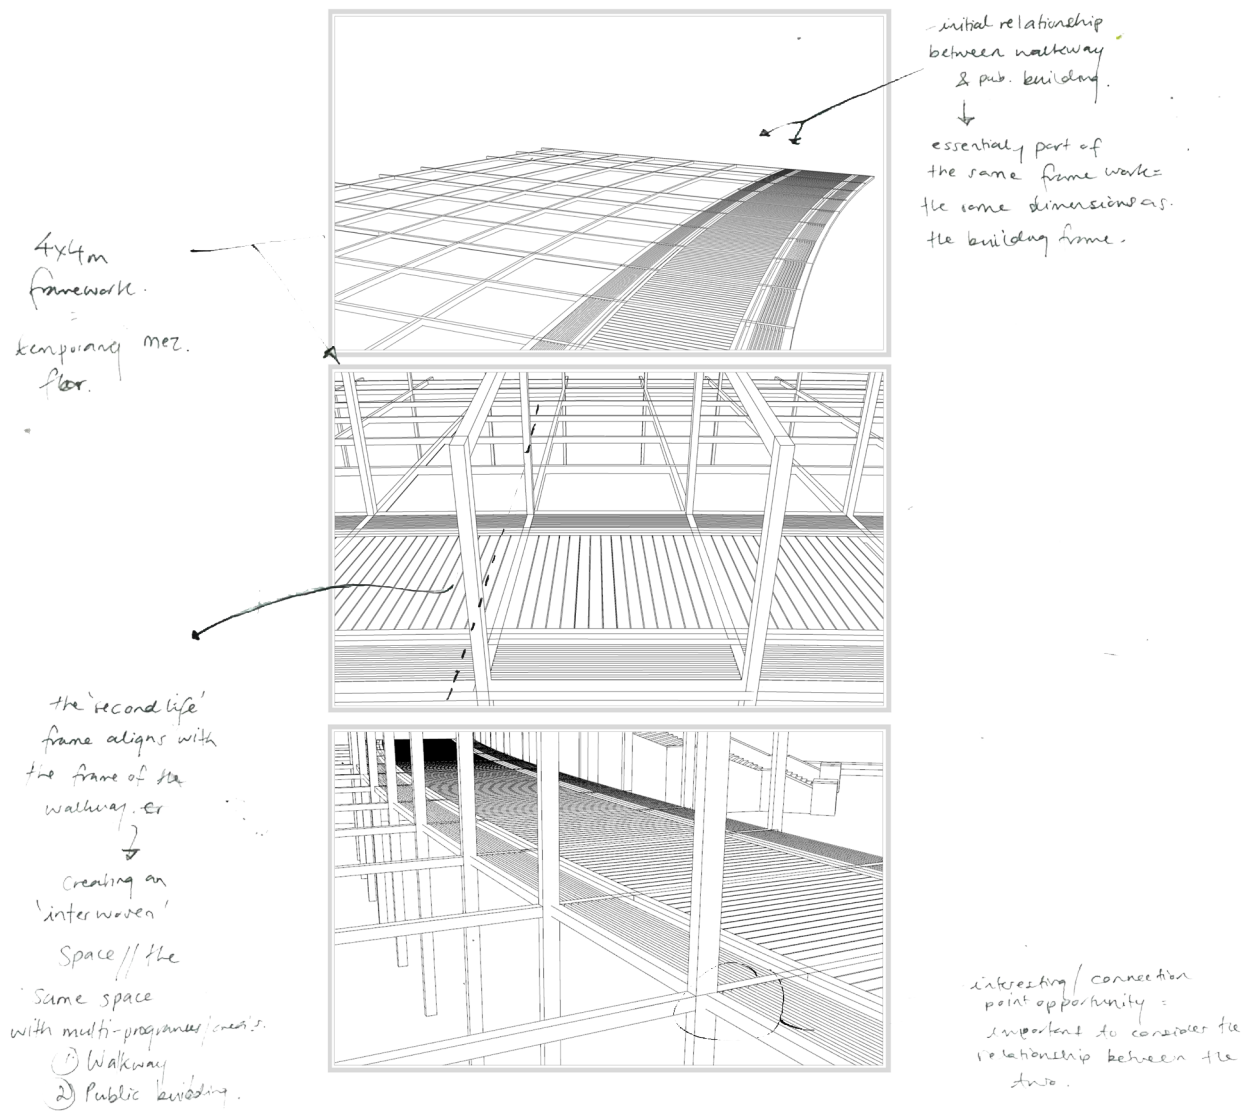 initial relationship
between walkway
& pub. building.
essentially part of
the same framework =
the same dimensions as.
the building frame.
4x4m
framework.
=
temporary mez.
floor.
the 'second life'
frame aligns with
the frame of the
walkway.
creating an
'interwoven'
space // the
same space
with multi-programes/
1 Walkway
2 Public building.
interesting / connection
point opportunity =
important to consider the
relationship between the
two.